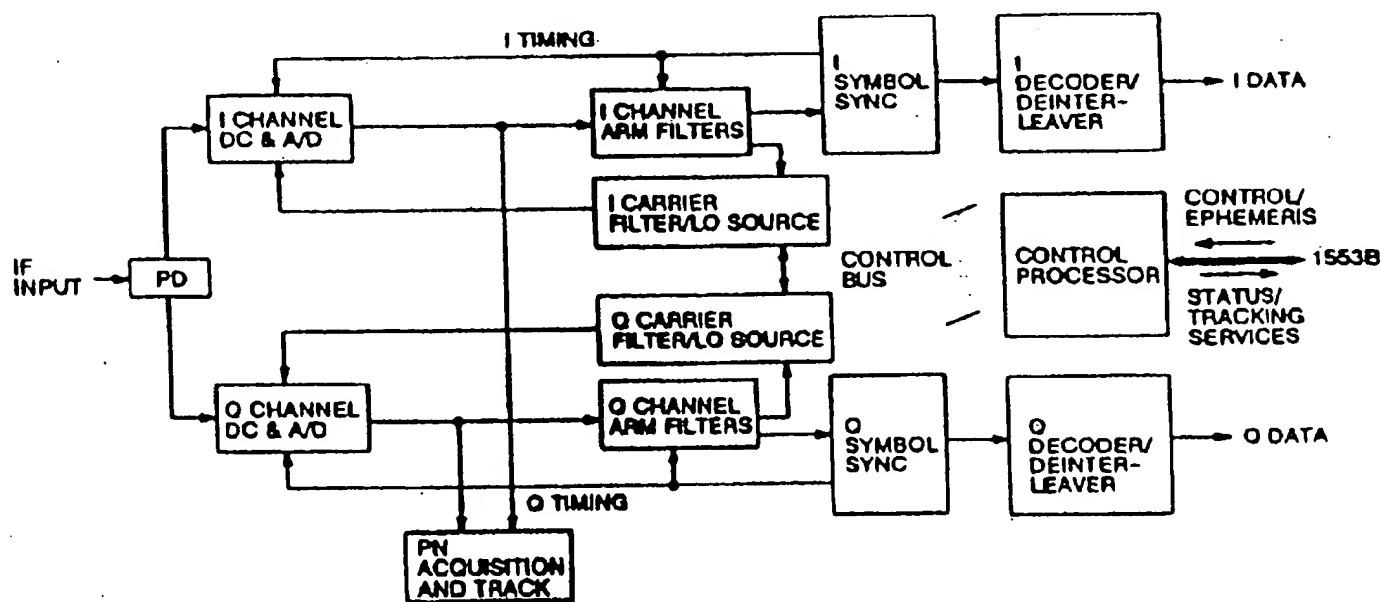 I TIMING
I
SYMBOL
SYNC
I
DECODER/
DEINTER-
LEAVER
I DATA
I CHANNEL
DC & A/D
I CHANNEL
ARM FILTERS
I CARRIER
FILTER/LO SOURCE
CONTROL
BUS
CONTROL
PROCESSOR
CONTROL/
EPHEMERIS
1553B
STATUS/
TRACKING
SERVICES
IF
INPUT
PD
Q CARRIER
FILTER/LO SOURCE
Q CHANNEL
DC & A/D
Q CHANNEL
ARM FILTERS
Q
SYMBOL
SYNC
Q
DECODER/
DEINTER-
LEAVER
Q DATA
Q TIMING
PN
ACQUISITION
AND TRACK